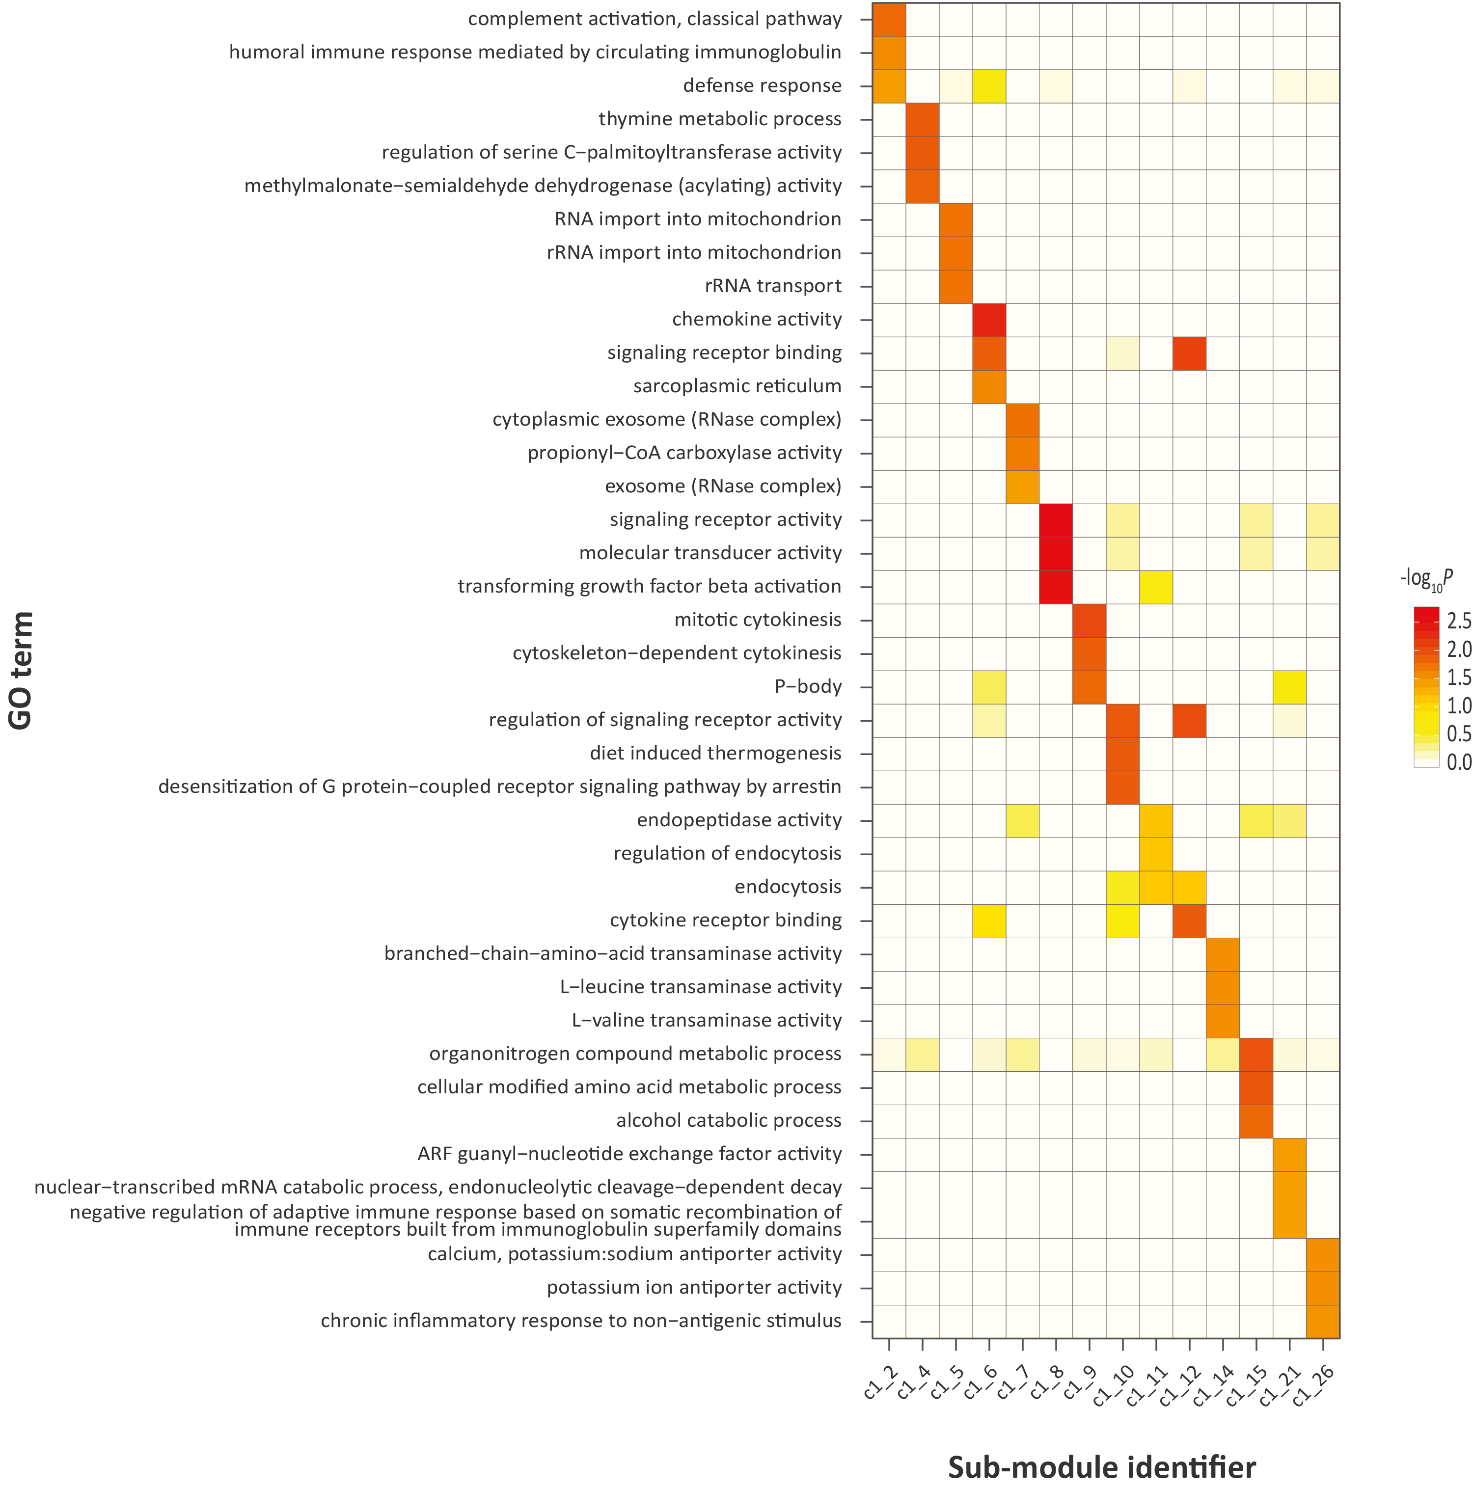 complement activation, classical pathway
humoral immune response mediated by circulating immunoglobulin
defense response
thymine metabolic process
regulation of serine C−palmitoyltransferase activity
methylmalonate−semialdehyde dehydrogenase (acylating) activity
RNA import into mitochondrion
rRNA import into mitochondrion
rRNA transport
chemokine activity
signaling receptor binding
sarcoplasmic reticulum
cytoplasmic exosome (RNase complex)
propionyl−CoA carboxylase activity
exosome (RNase complex)
signaling receptor activity
molecular transducer activity
transforming growth factor beta activation
mitotic cytokinesis
cytoskeleton−dependent cytokinesis
P−body
regulation of signaling receptor activity
diet induced thermogenesis
desensitization of G protein−coupled receptor signaling pathway by arrestin
endopeptidase activity
regulation of endocytosis
endocytosis
cytokine receptor binding
branched−chain−amino−acid transaminase activity
L−leucine transaminase activity
L−valine transaminase activity
organonitrogen compound metabolic process
cellular modified amino acid metabolic process
alcohol catabolic process
ARF guanyl−nucleotide exchange factor activity
nuclear−transcribed mRNA catabolic process, endonucleolytic cleavage−dependent decay
negative regulation of adaptive immune response based on somatic recombination of
immune receptors built from immunoglobulin superfamily domains
calcium, potassium:sodium antiporter activity
potassium ion antiporter activity
chronic inflammatory response to non−antigenic stimulus
GO term
c1_2
c1_4
c1_5
c1_6
c1_7
c1_8
c1_9
c1_10
c1_11
c1_12
c1_14
c1_15
c1_21
c1_26
Sub-module identifier
-log10P
2.5
2.0
1.5
1.0
0.5
0.0